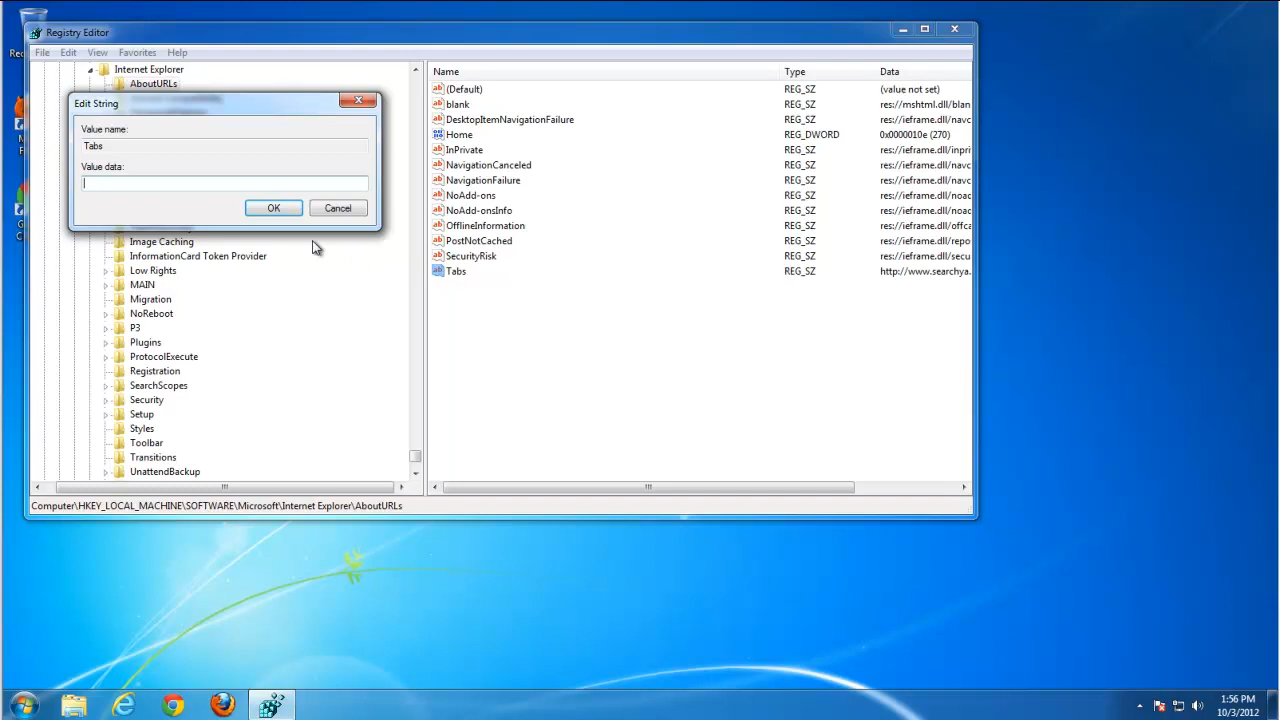 Registry Editor
File Edit View Favorites Help
Internet Explorer
AboutURLs
Edit String
Value name:
Tabs
Value data:
OK Cancel
Image Caching
InformationCard Token Provider
Low Rights
MAIN
Migration
NoReboot
P3
Plugins
ProtocolExecute
Registration
SearchScopes
Security
Setup
Styles
Toolbar
Transitions
UnattendBackup
Name Type Data
(Default) REG_SZ (value not set)
blank REG_SZ res://mshtml.dll/blan
DesktopItemNavigationFailure REG_SZ res://ieframe.dll/navc
Home REG_DWORD 0x0000010e (270)
InPrivate REG_SZ res://ieframe.dll/inpri
NavigationCanceled REG_SZ res://ieframe.dll/navc
NavigationFailure REG_SZ res://ieframe.dll/navc
NoAdd-ons REG_SZ res://ieframe.dll/noac
NoAdd-onsInfo REG_SZ res://ieframe.dll/noac
OfflineInformation REG_SZ res://ieframe.dll/offca
PostNotCached REG_SZ res://ieframe.dll/repo
SecurityRisk REG_SZ res://ieframe.dll/secu
Tabs REG_SZ http://www.searchya.
Computer\HKEY_LOCAL_MACHINE\SOFTWARE\Microsoft\Internet Explorer\AboutURLs
1:56 PM
10/3/2012